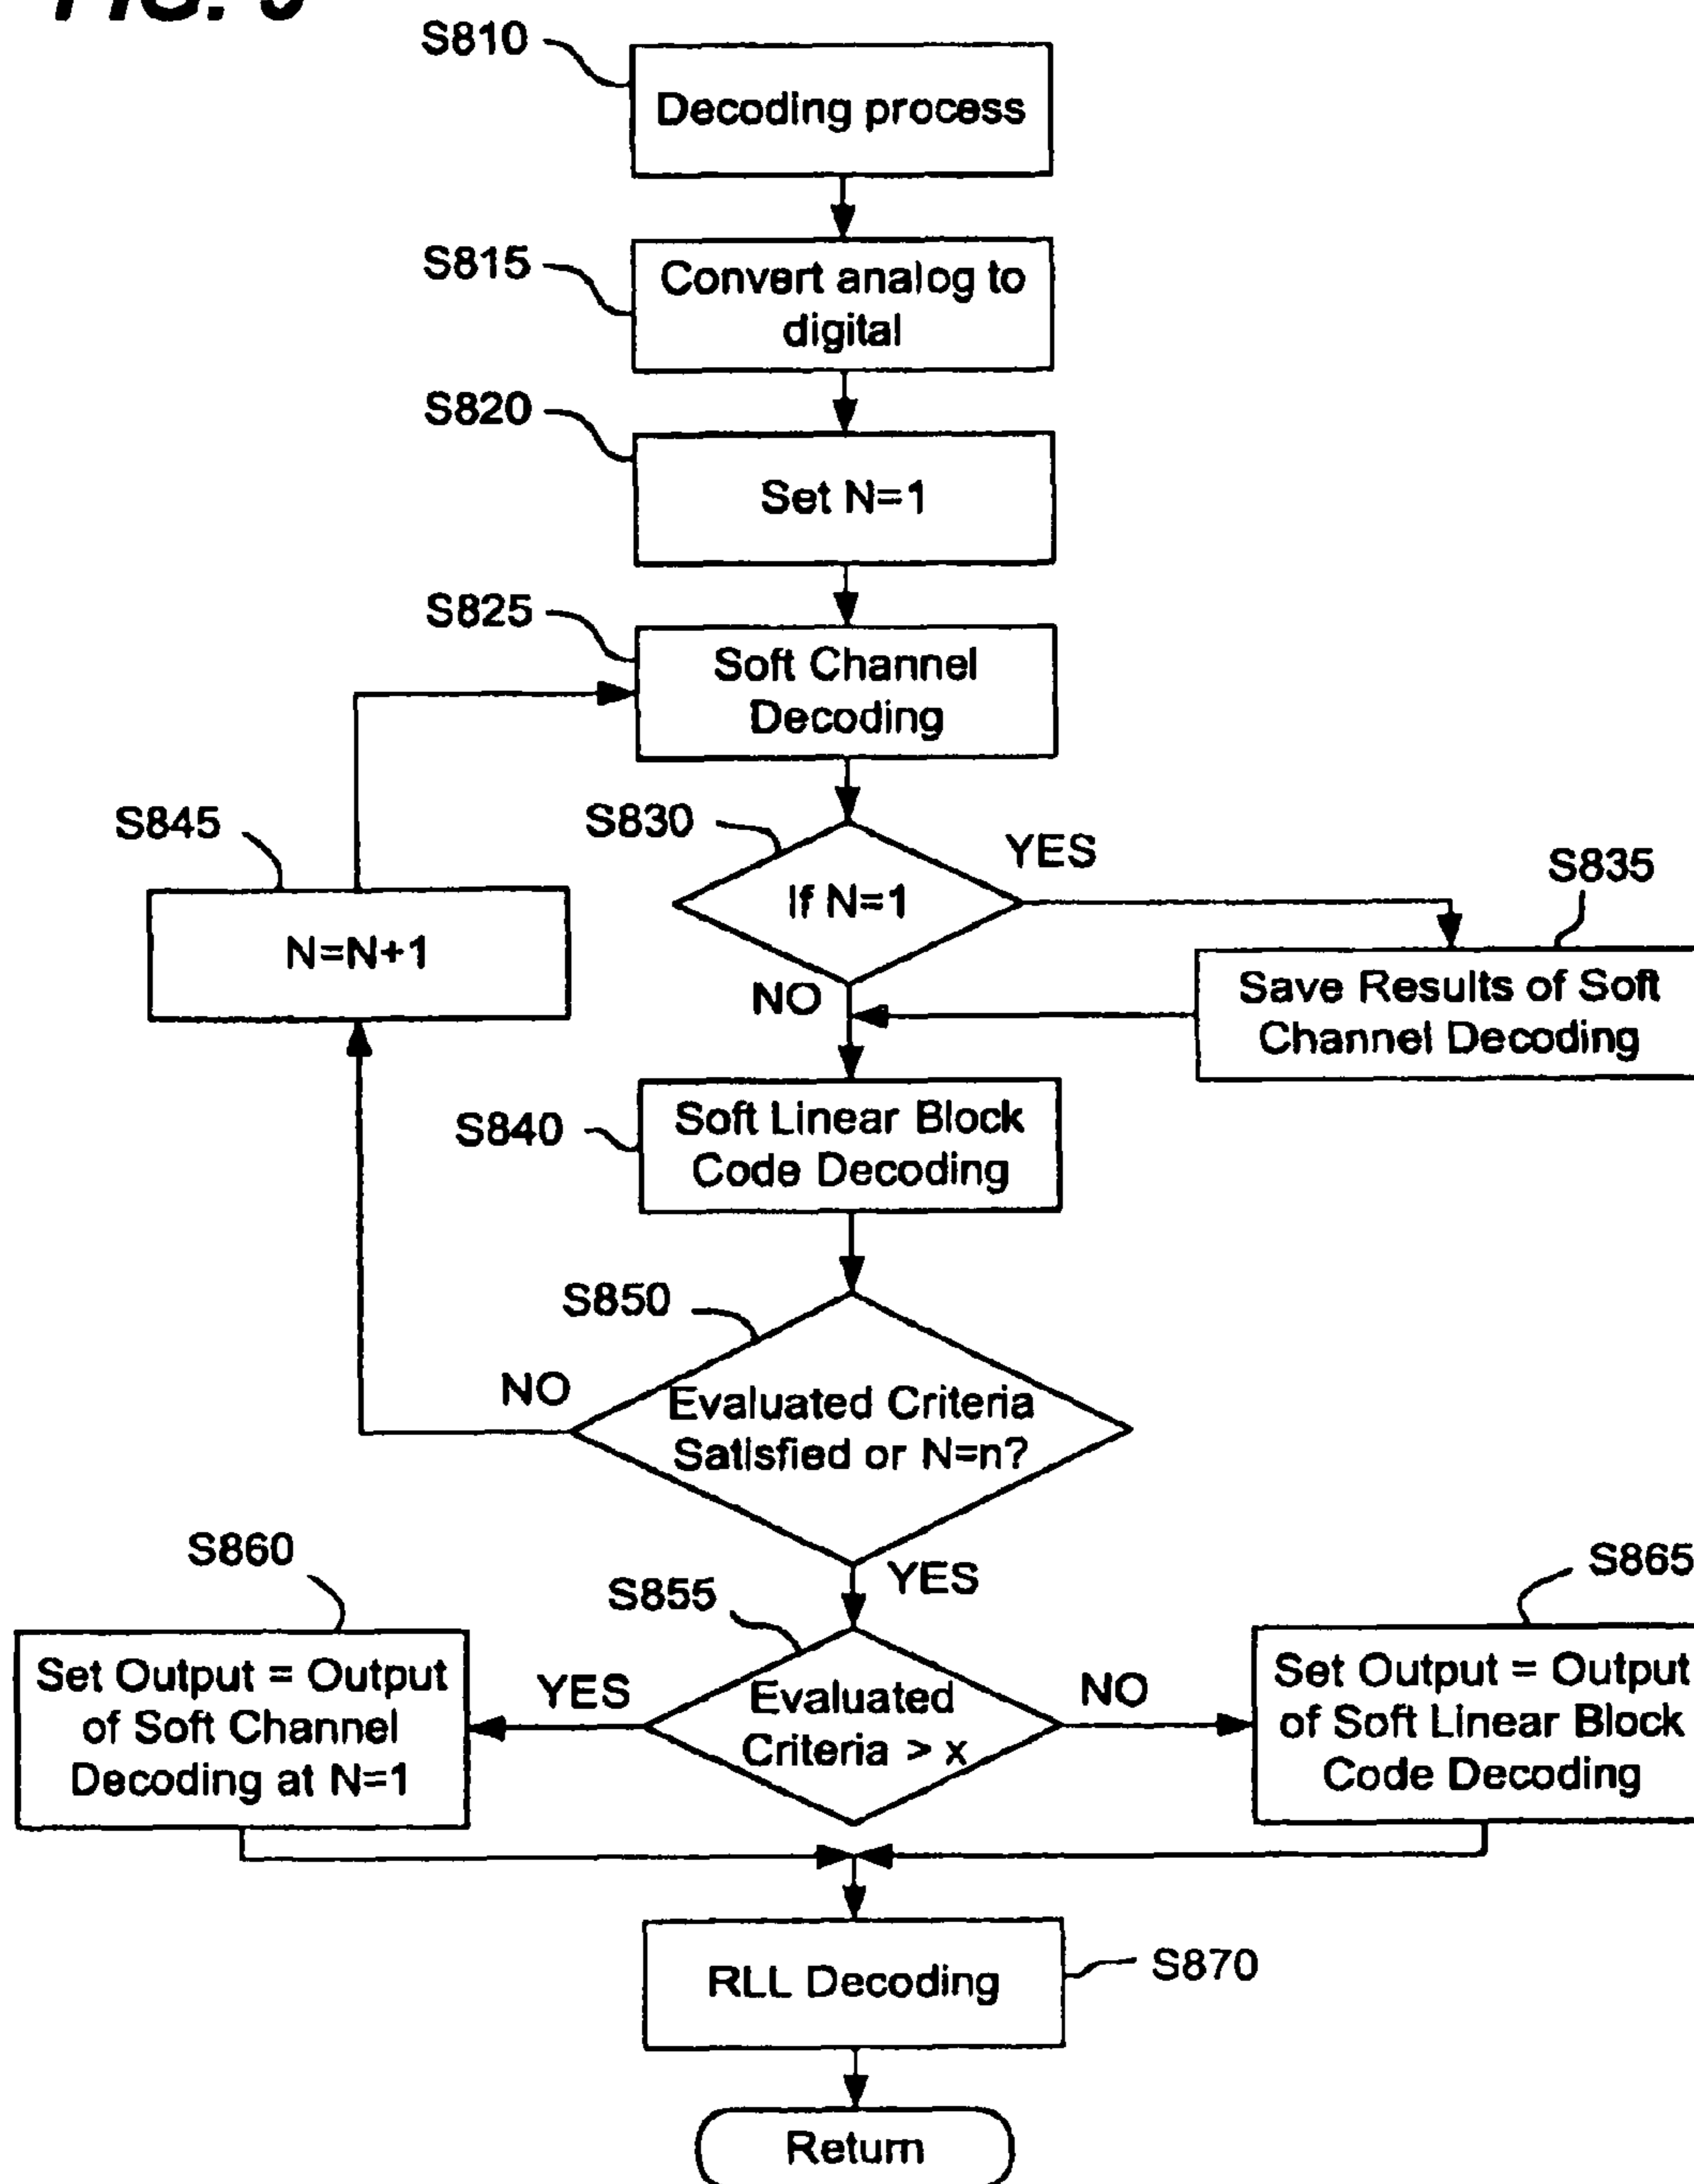 S810
Decoding process
S815
Convert analog to
digital
S820
Set N=1
S825
Soft Channel
Decoding
S845
N=N+1
S830
If N=1
YES
NO
S835
Save Results of Soft
Channel Decoding
S840
Soft Linear Block
Code Decoding
S850
Evaluated Criteria
Satisfied or N=n?
NO
YES
S855
Evaluated
Criteria > x
YES
NO
S860
Set Output = Output
of Soft Channel
Decoding at N=1
S865
Set Output = Output
of Soft Linear Block
Code Decoding
RLL Decoding
S870
Return